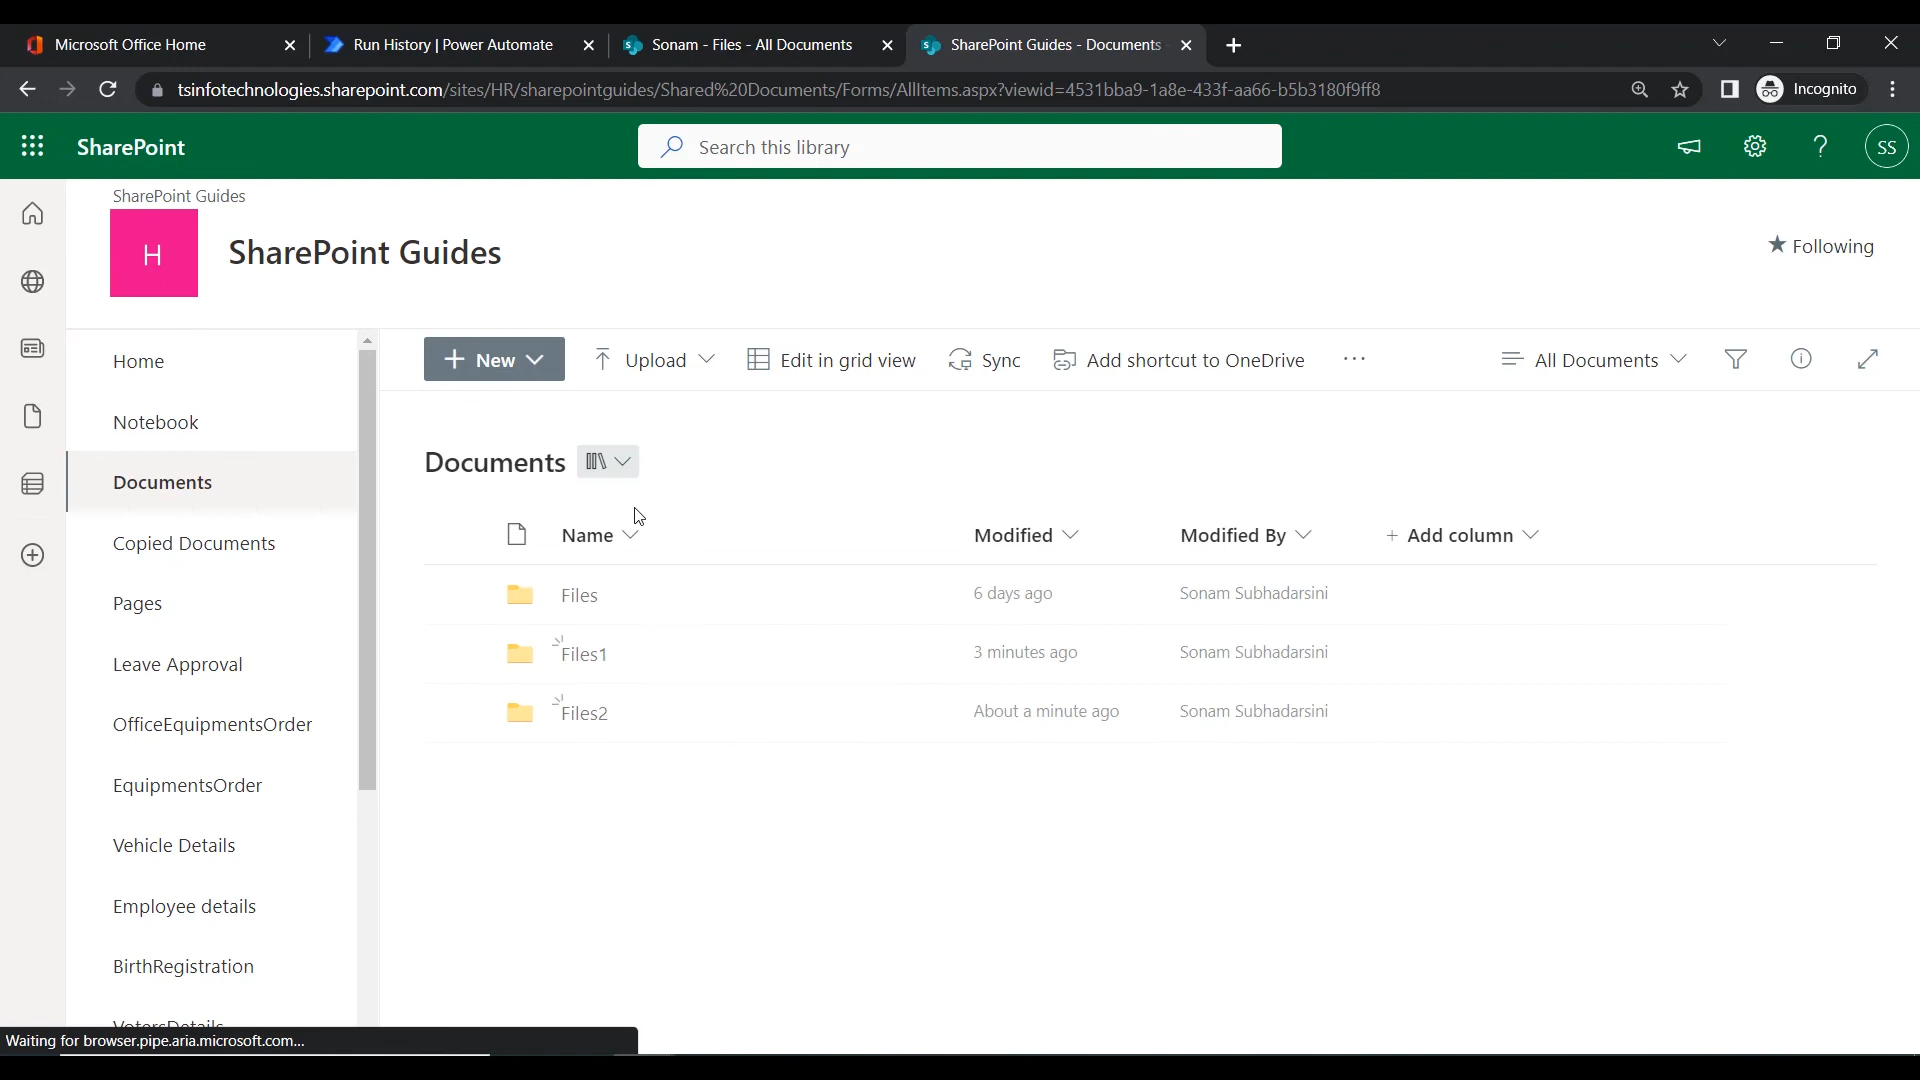 Microsoft Office Home
Run History | Power Automate
Sonam - Files - All Documents
SharePoint Guides - Documents
tsinfotechnologies.sharepoint.com/sites/HR/sharepointguides/Shared%20Documents/Forms/AllItems.aspx?viewid=4531bba9-1a8e-433f-aa66-b5b3180f9ff8
Incognito
SharePoint
Search this library
SS
SharePoint Guides
H
SharePoint Guides
Following
Home
Notebook
Documents
Copied Documents
Pages
Leave Approval
OfficeEquipmentsOrder
EquipmentsOrder
Vehicle Details
Employee details
BirthRegistration
VotersDetails
New
Upload
Edit in grid view
Sync
Add shortcut to OneDrive
All Documents
Documents
Name
Modified
Modified By
Add column
Files
6 days ago
Sonam Subhadarsini
Files1
3 minutes ago
Sonam Subhadarsini
Files2
About a minute ago
Sonam Subhadarsini
Waiting for browser.pipe.aria.microsoft.com...